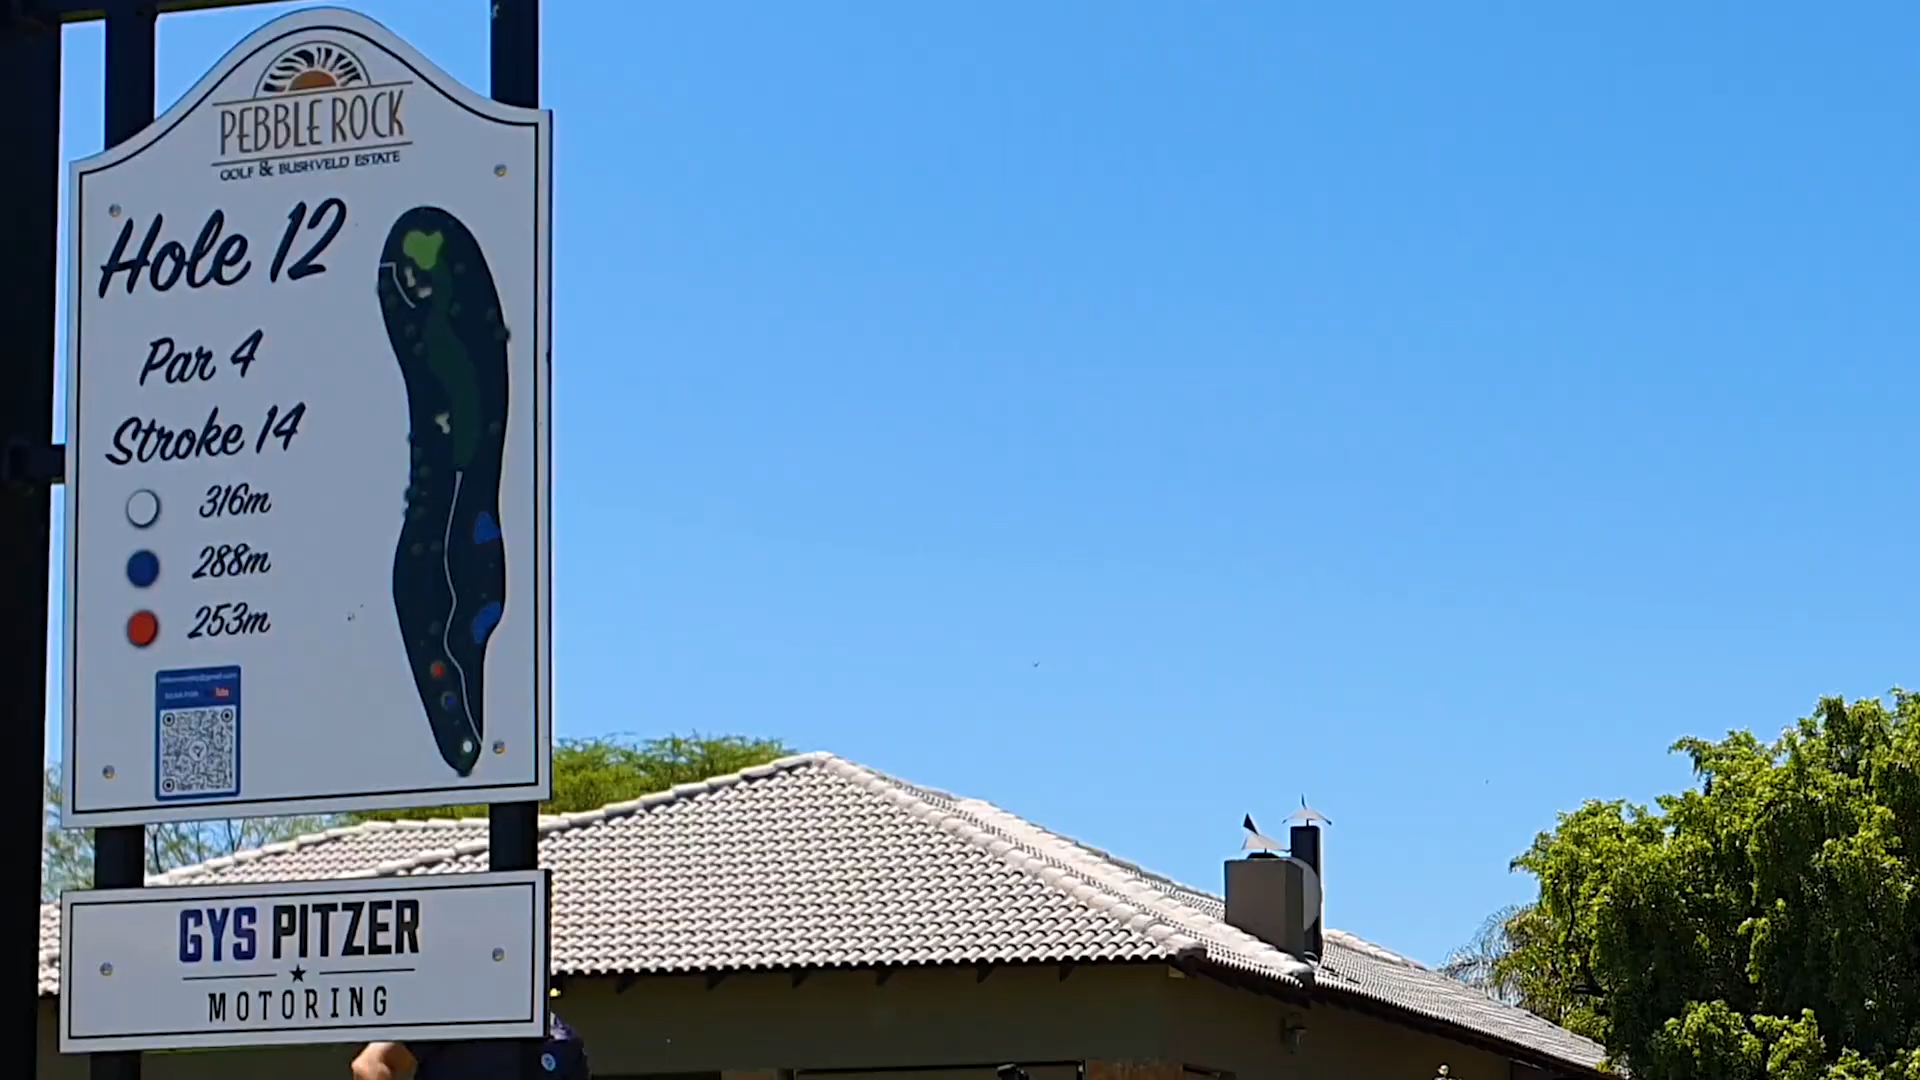 PEBBLE ROCK
GOLF & BUSHVELD ESTATE
Hole 12
Par 4
Stroke 14
316m
288m
253m
GYS PITZER
MOTORING